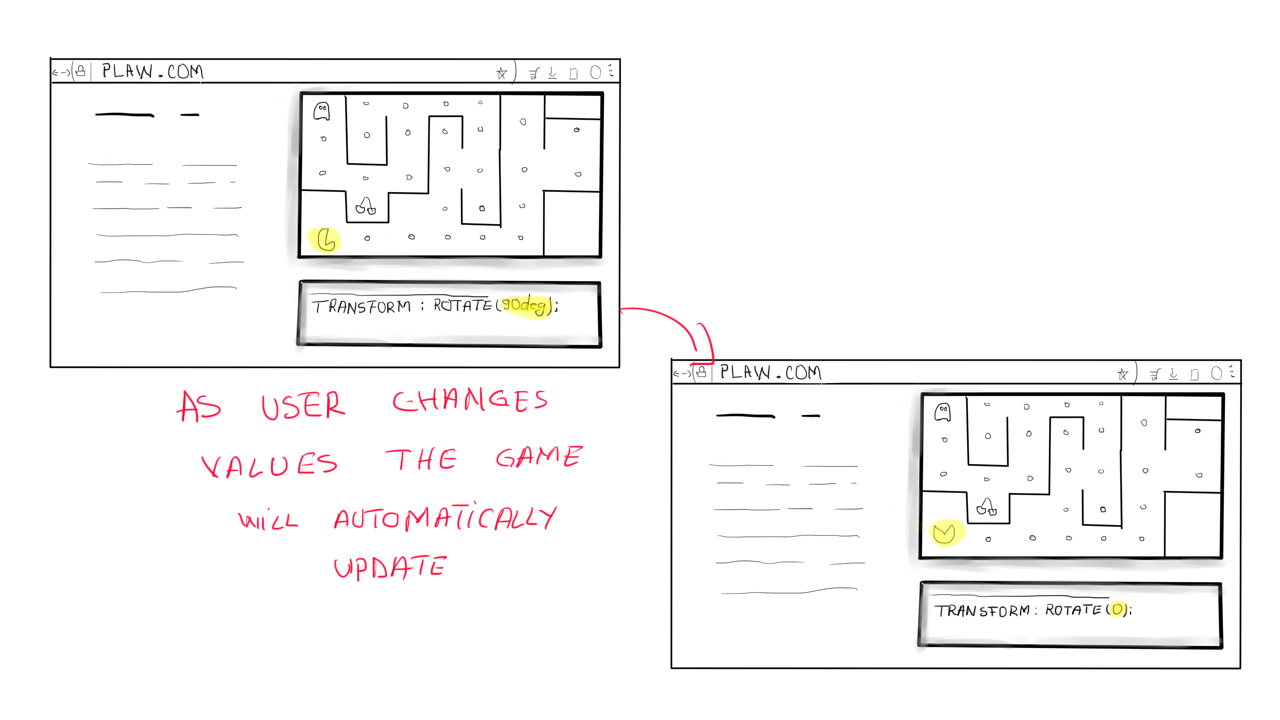 PLAW.COM
TRANSFORM : ROTATE(90deg);
AS USER CHANGES
VALUES THE GAME
WILL AUTOMATICALLY
UPDATE
PLAW.COM
TRANSFORM: ROTATE(0);